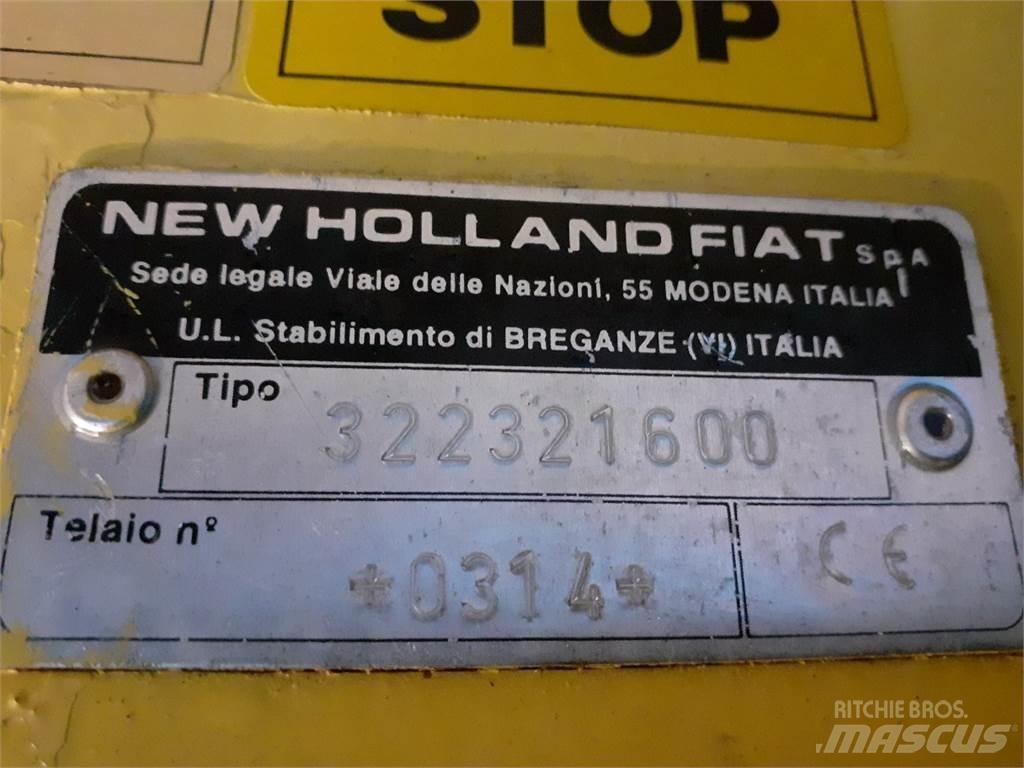 STOP
NEW HOLLAND FIAT S.p.A
Sede legale Viale delle Nazioni, 55 MODENA ITALIA
U.L. Stabilimento di BREGANZE (VI) ITALIA
Tipo
322321600
Telaio nº
*0314*
CE
RITCHIE BROS.
MASCUS